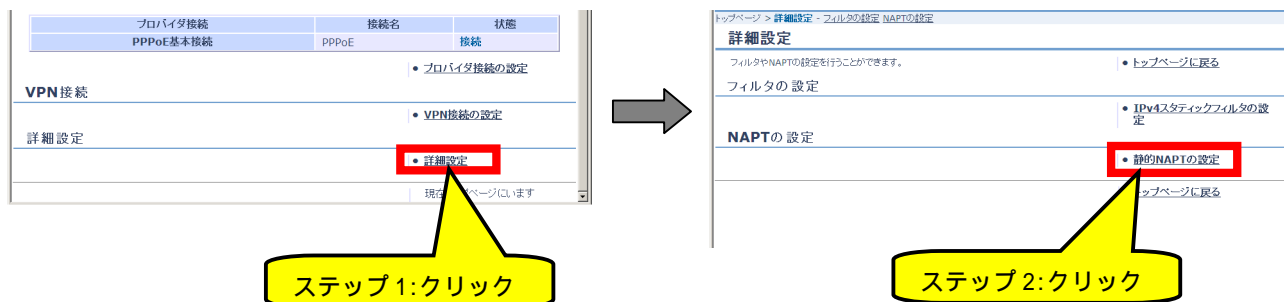 プロバイダ接続 接続名 状態
PPPoE基本接続 PPPoE 接続
• プロバイダ接続の設定
VPN接続
• VPN接続の設定
詳細設定
• 詳細設定
現在 ページにいます
ステップ1:クリック
トップページ > 詳細設定 - フィルタの設定 NAPTの設定
詳細設定
フィルタやNAPTの設定を行うことができます。
• トップページに戻る
フィルタの設定
• IPv4スタティックフィルタの設
定
NAPTの設定
• 静的NAPTの設定
トップページに戻る
ステップ2:クリック